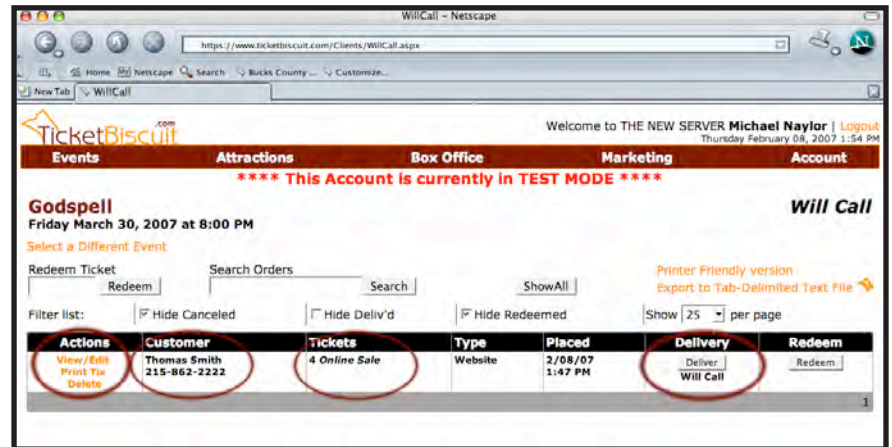 WillCall – Netscape
https://www.ticketbiscuit.com/Clients/WillCall.aspx
Home Netscape Search Bucks County ... Customize...
New Tab WillCall
TicketBiscuit.com
Welcome to THE NEW SERVER Michael Naylor | Logout
Thursday February 08, 2007 1:54 PM
Events Attractions Box Office Marketing Account
**** This Account is currently in TEST MODE ****
Godspell Will Call
Friday March 30, 2007 at 8:00 PM
Select a Different Event
Redeem Ticket Search Orders Printer Friendly version
Redeem Search ShowAll Export to Tab-Delimited Text File
Filter list: Hide Canceled Hide Deliv'd Hide Redeemed Show 25 per page
Actions Customer Tickets Type Placed Delivery Redeem
View/Edit Thomas Smith 4 Online Sale Website 2/08/07 Deliver Redeem
Print Tix 215-862-2222 1:47 PM Will Call
Delete
1